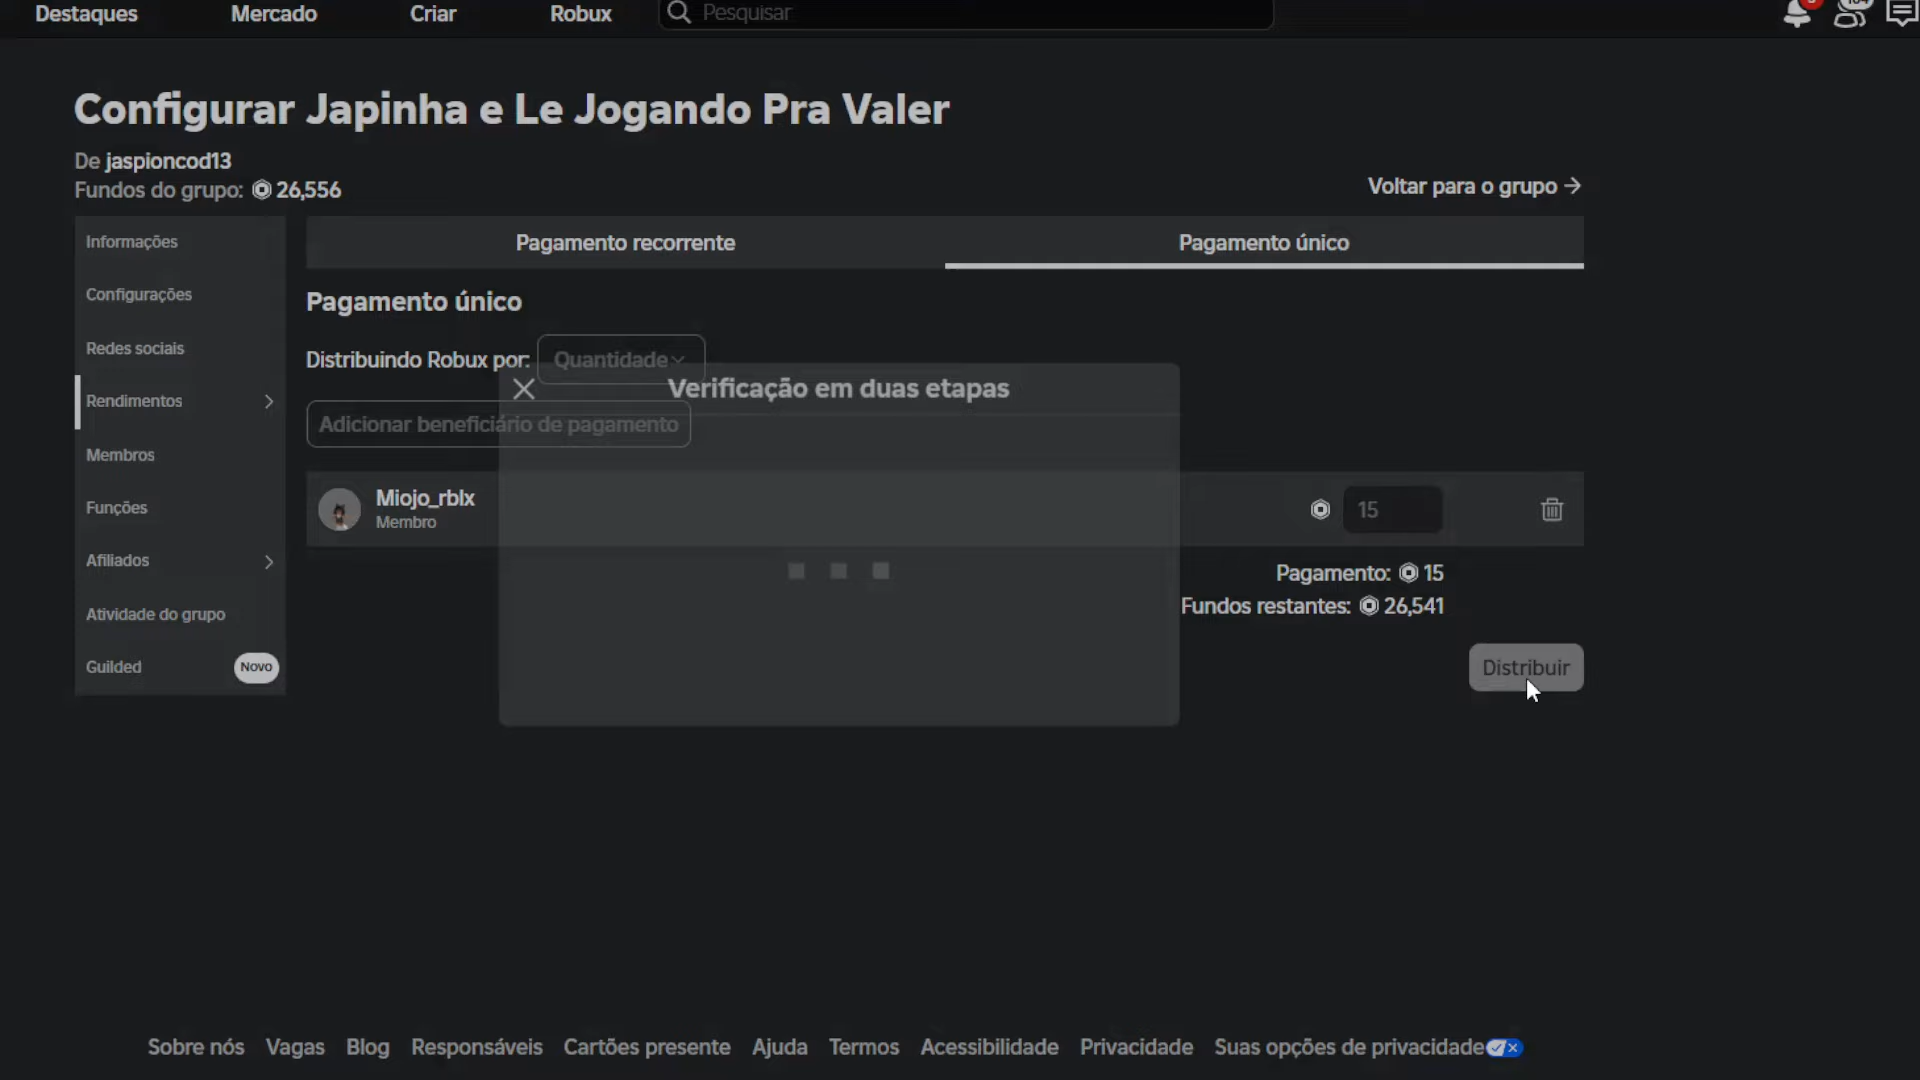 Destaques
Mercado
Criar
Robux
Pesquisar
Configurar Japinha e Le Jogando Pra Valer
De jaspioncod13
Fundos do grupo: 26,556
Voltar para o grupo
Informações
Configurações
Redes sociais
Rendimentos
Membros
Funções
Afiliados
Atividade do grupo
Guilded
Novo
Pagamento recorrente
Pagamento único
Pagamento único
Distribuindo Robux por:
Quantidade
Verificação em duas etapas
Adicionar beneficiário de pagamento
Miojo_rblx
Membro
15
Pagamento: 15
Fundos restantes: 26,541
Distribuir
Sobre nós
Vagas
Blog
Responsáveis
Cartões presente
Ajuda
Termos
Acessibilidade
Privacidade
Suas opções de privacidade